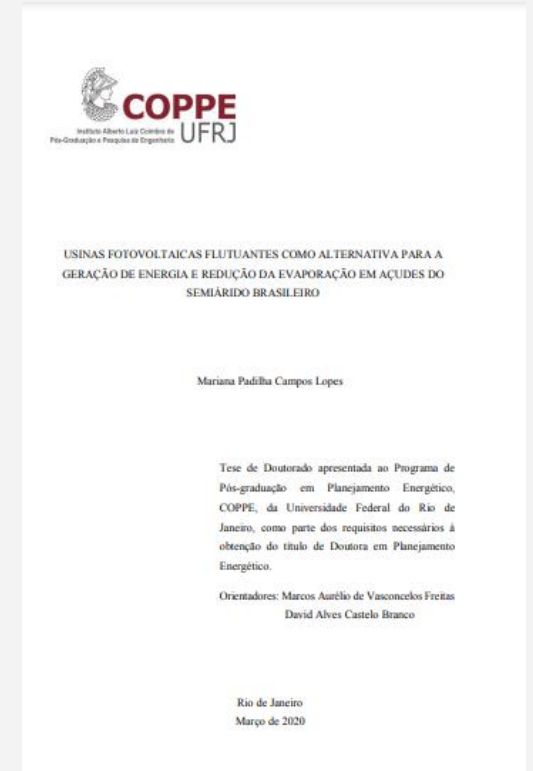 COPPE
UFRJ
Instituto Alberto Luiz Coimbra de
Pós-Graduação e Pesquisa de Engenharia
USINAS FOTOVOLTAICAS FLUTUANTES COMO ALTERNATIVA PARA A
GERAÇÃO DE ENERGIA E REDUÇÃO DA EVAPORAÇÃO EM AÇUDES DO
SEMIÁRIDO BRASILEIRO
Mariana Padilha Campos Lopes
Tese de Doutorado apresentada ao Programa de
Pós-graduação em Planejamento Energético,
COPPE, da Universidade Federal do Rio de
Janeiro, como parte dos requisitos necessários à
obtenção do título de Doutora em Planejamento
Energético.
Orientadores: Marcos Aurélio de Vasconcelos Freitas
David Alves Castelo Branco
Rio de Janeiro
Março de 2020